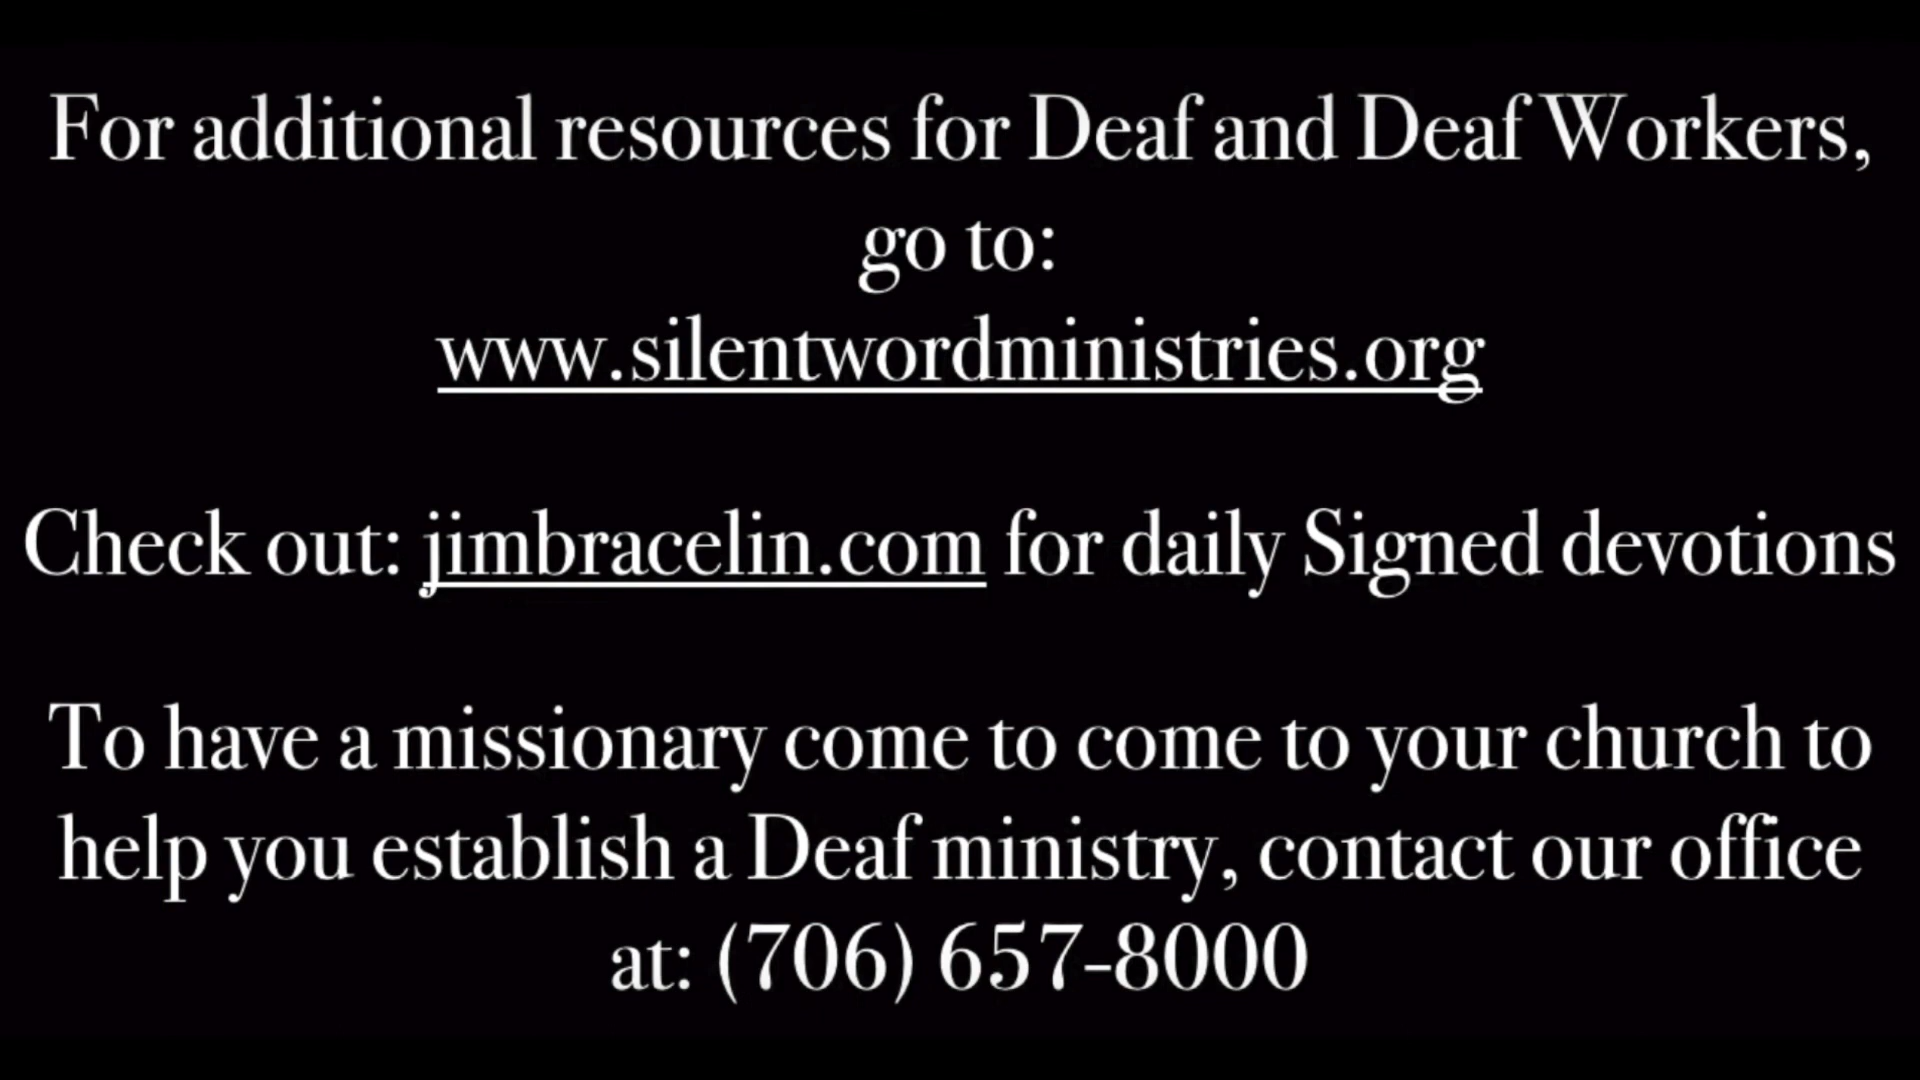 For additional resources for Deaf and Deaf Workers,
go to:
www.silentwordministries.org
Check out: jimbracelin.com for daily Signed devotions
To have a missionary come to come to your church to
help you establish a Deaf ministry, contact our office
at: (706) 657-8000